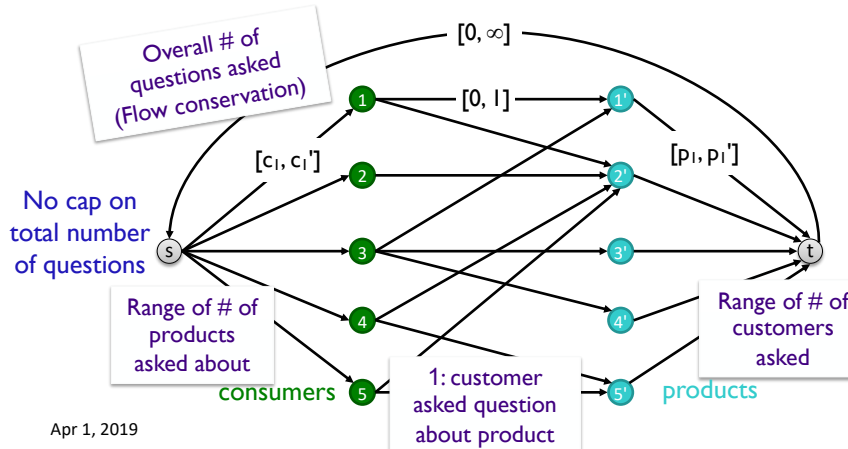 Overall # of
questions asked
(Flow conservation)
[0, ∞]
1
[0, 1]
1'
[c₁, c₁']
[p₁, p₁']
2
2'
No cap on
total number
of questions
s
3
3'
t
Range of # of
products
asked about
4
4'
Range of # of
customers
asked
consumers
5
1: customer
asked question
about product
5'
products
Apr 1, 2019